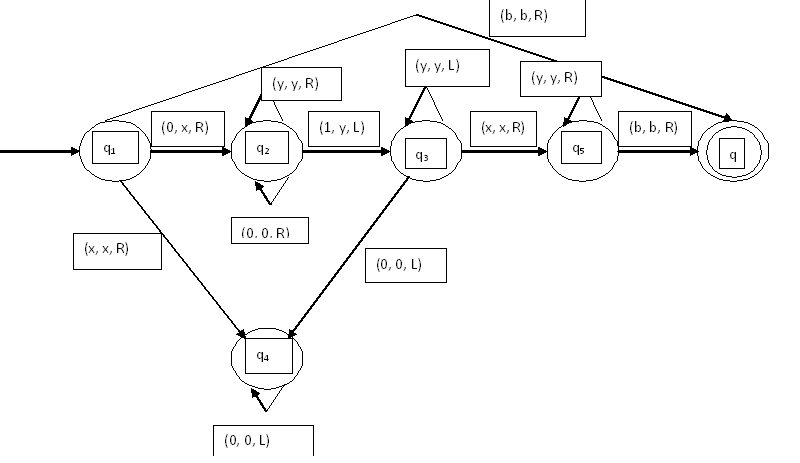 (b, b, R)
(y, y, L)
(y, y, R)
(y, y, R)
(0, x, R)
(1, y, L)
(x, x, R)
(b, b, R)
q₁
q₂
q₃
q₅
q
(0, 0, R)
(x, x, R)
(0, 0, L)
q₄
(0, 0, L)